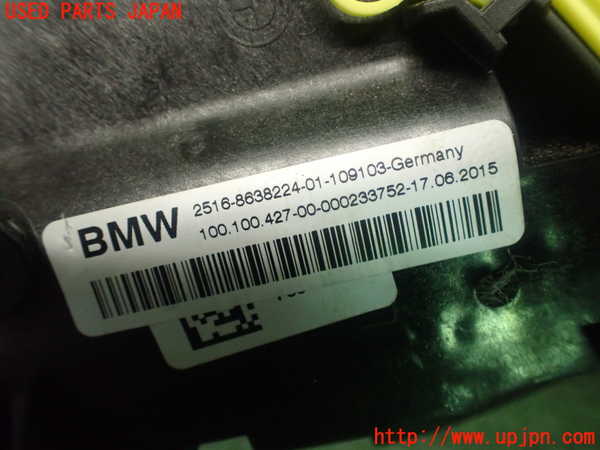 USED PARTS JAPAN
BMW
2516-8638224-01-109103-Germany
100.100.427-00-000233752-17.06.2015
http://www.upjpn.com